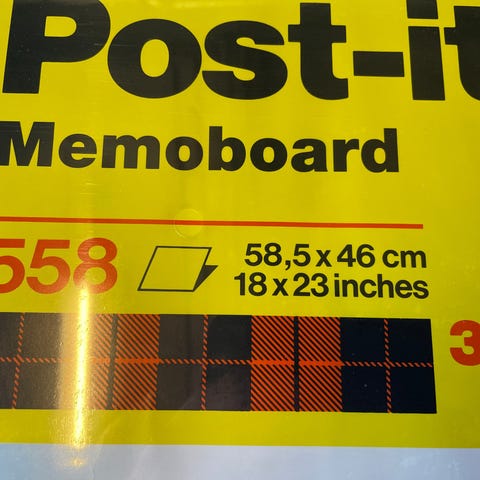 Post-it
Memoboard
558
58,5 x 46 cm
18 x 23 inches
3